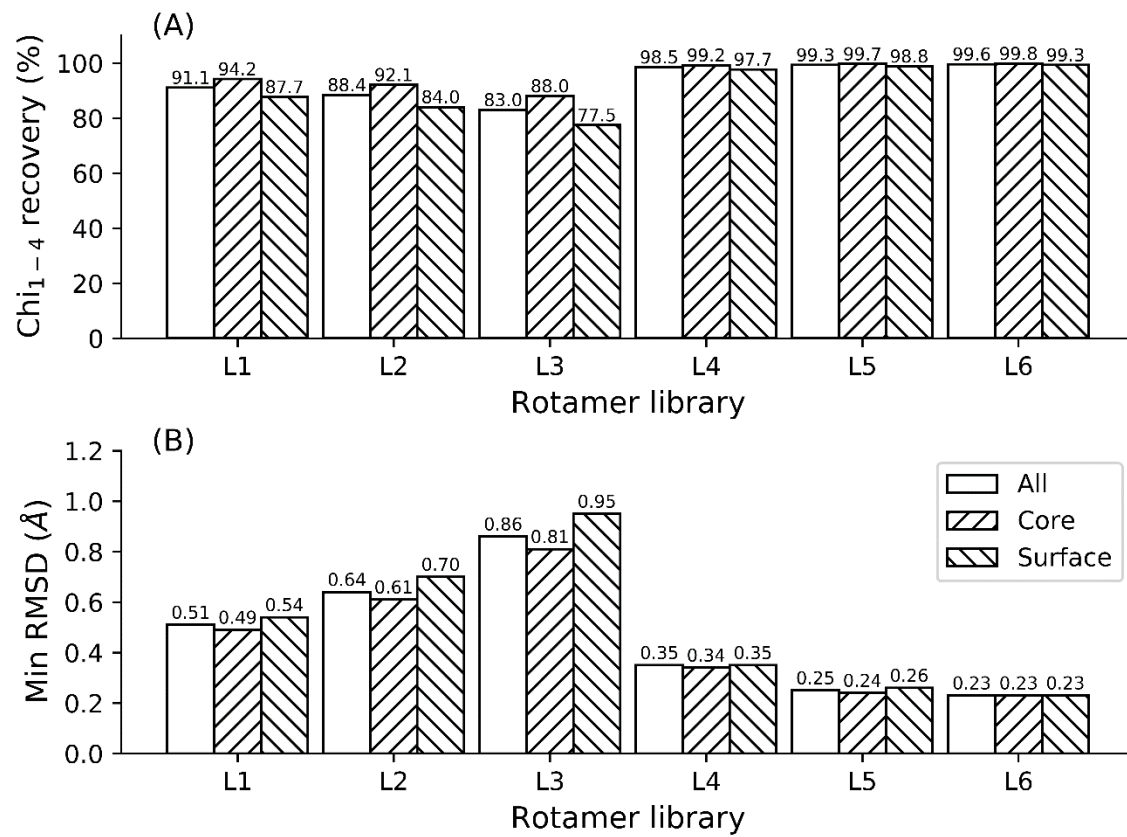 (A)
Chi1−4 recovery (%)
100
80
60
40
20
0
91.1 94.2 87.7 88.4 92.1 84.0 83.0 88.0 77.5 98.5 99.2 97.7 99.3 99.7 98.8 99.6 99.8 99.3
L1 L2 L3 L4 L5 L6
Rotamer library
(B)
Min RMSD (Å)
1.2
1.0
0.8
0.6
0.4
0.2
0.0
0.51 0.49 0.54 0.64 0.61 0.70 0.86 0.81 0.95 0.35 0.34 0.35 0.25 0.24 0.26 0.23 0.23 0.23
All
Core
Surface
L1 L2 L3 L4 L5 L6
Rotamer library